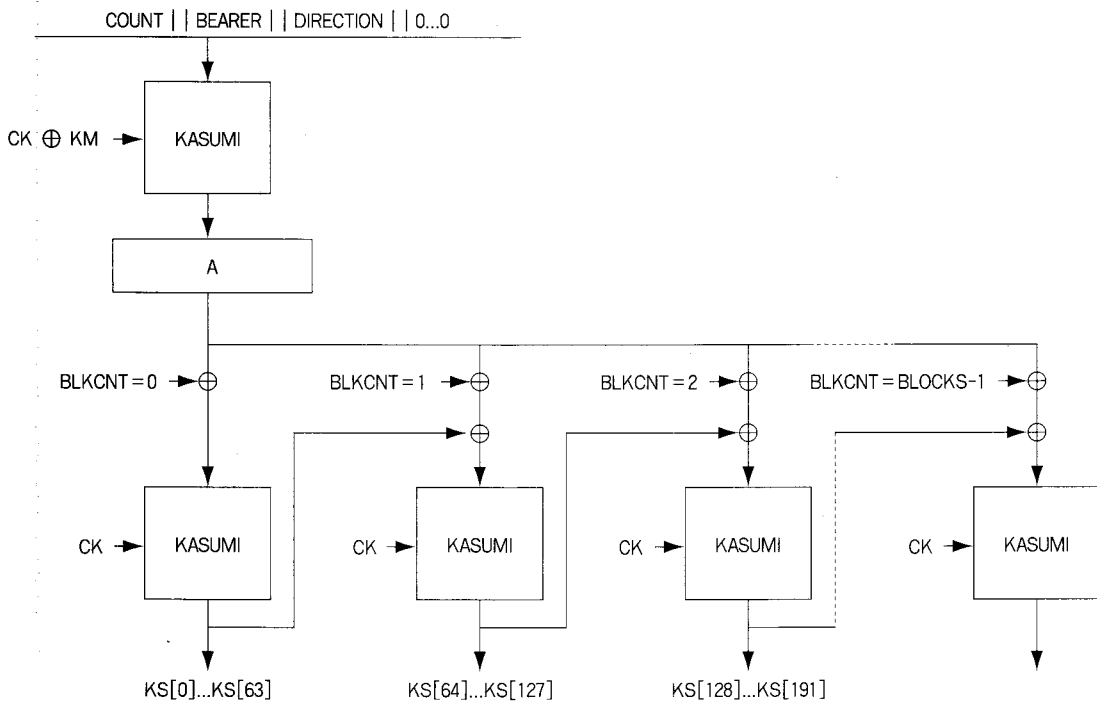 COUNT || BEARER || DIRECTION || 0...0
CK ⊕ KM
KASUMI
A
BLKCNT=0
BLKCNT=1
BLKCNT=2
BLKCNT=BLOCKS-1
CK
KASUMI
CK
KASUMI
CK
KASUMI
CK
KASUMI
KS[0]...KS[63]
KS[64]...KS[127]
KS[128]...KS[191]